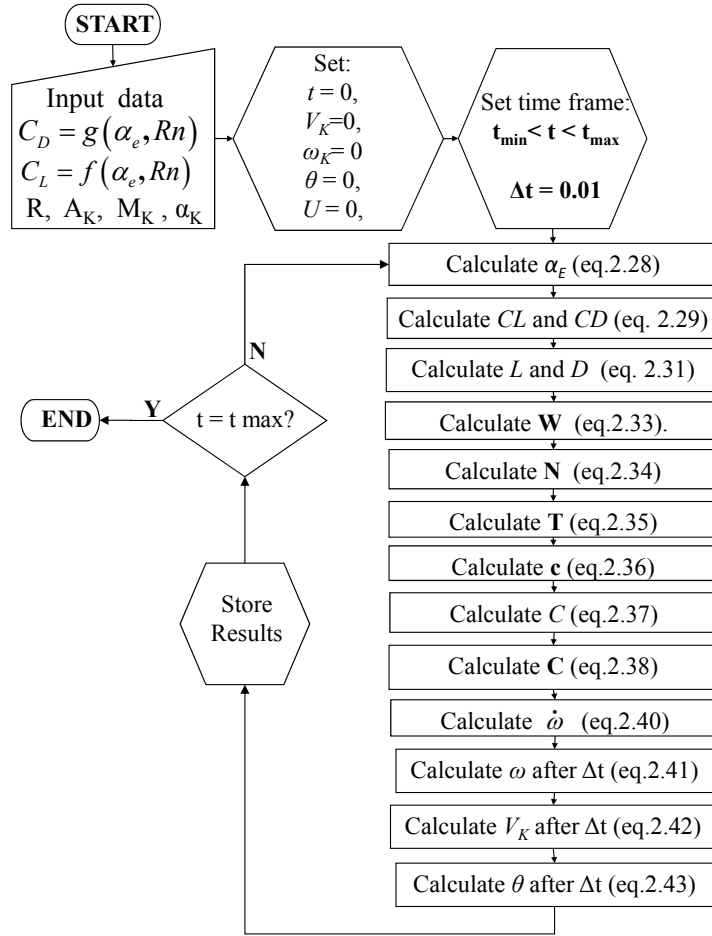 START
Input data
C_D = g(α_e, Rn)
C_L = f(α_e, Rn)
R, A_K, M_K , α_K
Set:
t = 0,
V_K=0,
ω_K = 0
θ = 0,
U = 0,
Set time frame:
t_min< t < t_max
Δt = 0.01
Calculate α_E (eq.2.28)
Calculate CL and CD (eq. 2.29)
Calculate L and D (eq. 2.31)
Calculate W (eq.2.33).
Calculate N (eq.2.34)
Calculate T (eq.2.35)
Calculate c (eq.2.36)
Calculate C (eq.2.37)
Calculate C (eq.2.38)
Calculate ω̇ (eq.2.40)
Calculate ω after Δt (eq.2.41)
Calculate V_K after Δt (eq.2.42)
Calculate θ after Δt (eq.2.43)
Store
Results
t = t max?
N
Y
END